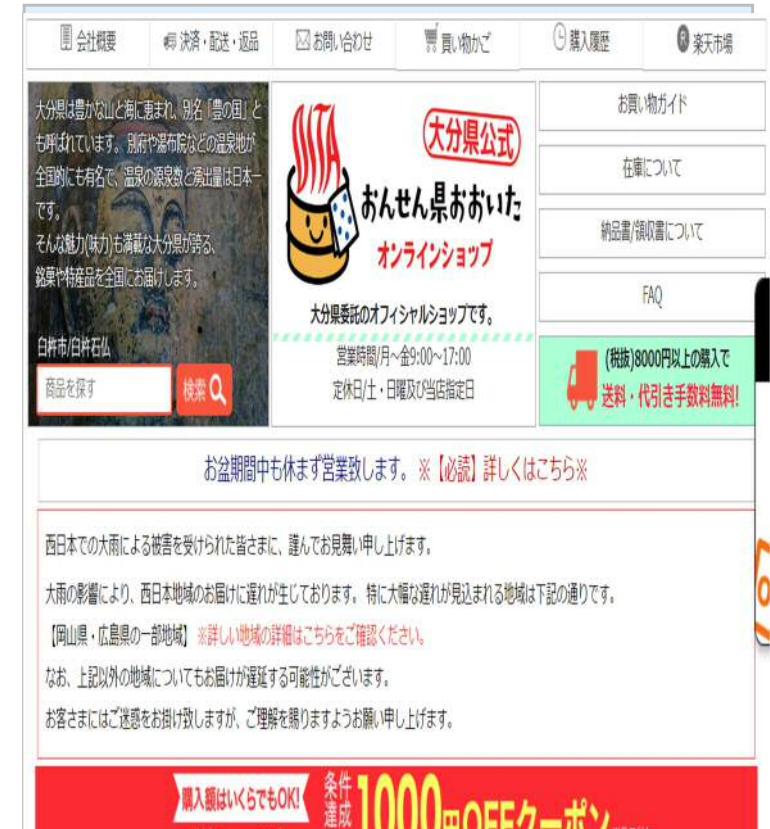 会社概要
決済・配送・返品
お問い合わせ
買い物かご
購入履歴
R 楽天市場
大分県は豊かな山と海に恵まれ、別名「豊の国」と
も呼ばれています。別府や湯布院などの温泉地が
全国的にも有名で、温泉の源泉数と湧出量は日本一
です。
そんな魅力(味力)も満載な大分県が誇る、
銘菓や特産品を全国にお届けします。
臼杵市/臼杵石仏
商品を探す
検索
OITA
大分県公式
おんせん県おおいた
オンラインショップ
大分県委託のオフィシャルショップです。
営業時間/月～金9:00～17:00
定休日/土・日曜及び当店指定日
お買い物ガイド
在庫について
納品書/領収書について
FAQ
(税抜)8000円以上の購入で
送料・代引き手数料無料!
お盆期間中も休まず営業致します。※【必読】詳しくはこちら※
西日本での大雨による被害を受けられた皆さまに、謹んでお見舞い申し上げます。
大雨の影響により、西日本地域のお届けに遅れが生じております。特に大幅な遅れが見込まれる地域は下記の通りです。
【岡山県・広島県の一部地域】※詳しい地域の詳細はこちらをご確認ください。
なお、上記以外の地域についてもお届けが遅延する可能性がございます。
お客さまにはご迷惑をお掛け致しますが、ご理解を賜りますようお願い申し上げます。
購入額はいくらでもOK!
条件達成
1000円OFFクーポン